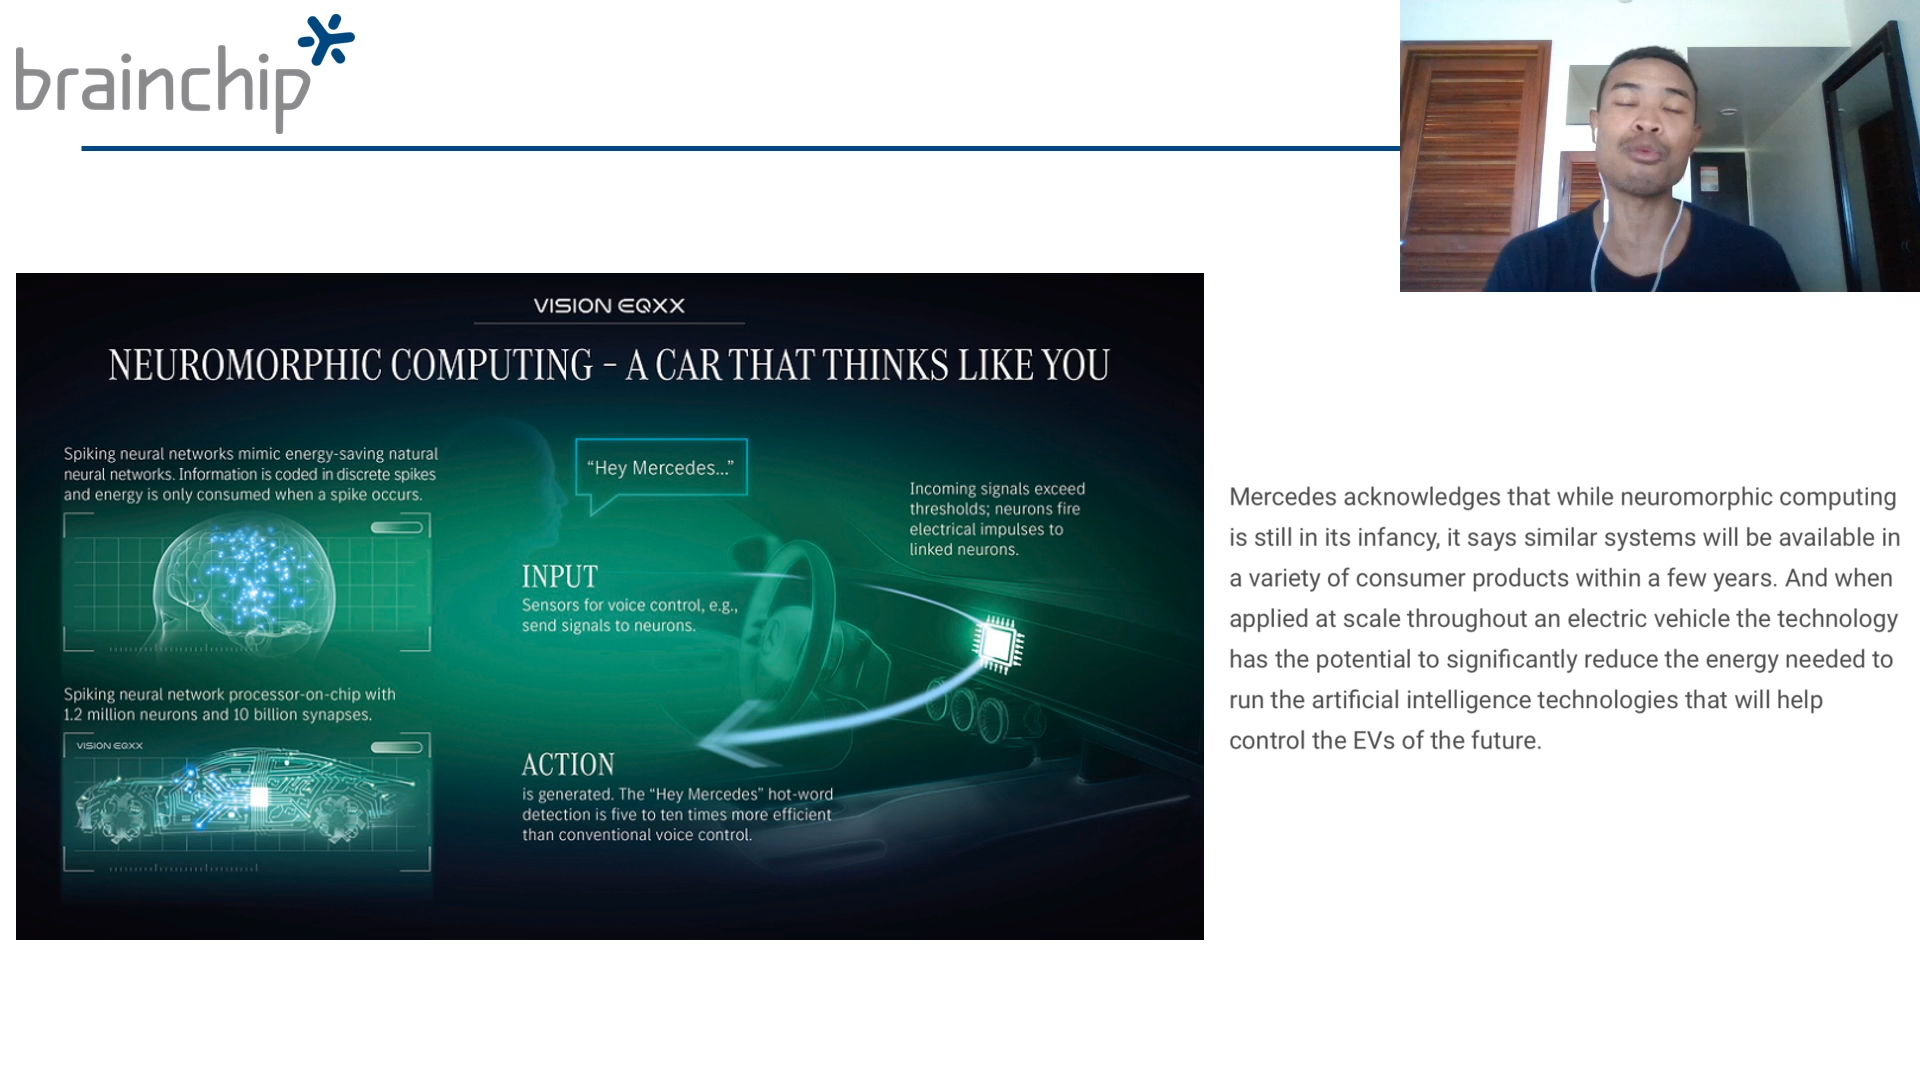 brainchip
VISION EQXX
NEUROMORPHIC COMPUTING – A CAR THAT THINKS LIKE YOU
Spiking neural networks mimic energy-saving natural
neural networks. Information is coded in discrete spikes
and energy is only consumed when a spike occurs.
"Hey Mercedes..."
Incoming signals exceed
thresholds; neurons fire
electrical impulses to
linked neurons.
INPUT
Sensors for voice control, e.g.,
send signals to neurons.
Spiking neural network processor-on-chip with
1.2 million neurons and 10 billion synapses.
VISION EQXX
ACTION
is generated. The “Hey Mercedes” hot-word
detection is five to ten times more efficient
than conventional voice control.
Mercedes acknowledges that while neuromorphic computing
is still in its infancy, it says similar systems will be available in
a variety of consumer products within a few years. And when
applied at scale throughout an electric vehicle the technology
has the potential to significantly reduce the energy needed to
run the artificial intelligence technologies that will help
control the EVs of the future.